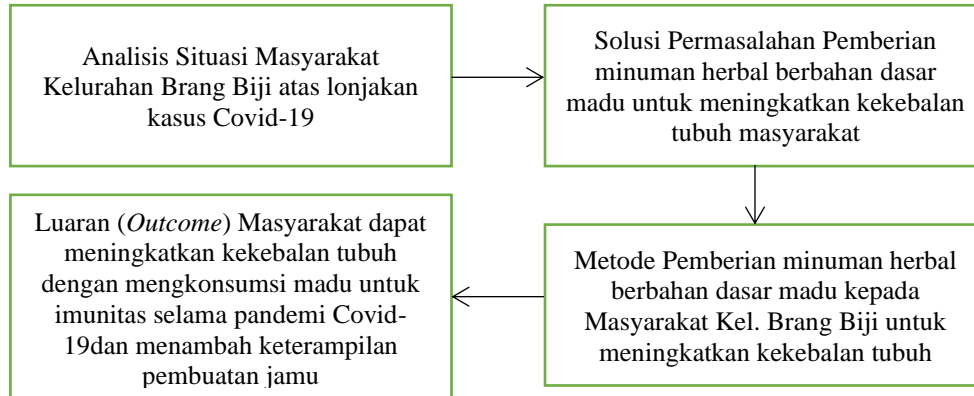 Analisis Situasi Masyarakat
Kelurahan Brang Biji atas lonjakan
kasus Covid-19
Solusi Permasalahan Pemberian
minuman herbal berbahan dasar
madu untuk meningkatkan kekebalan
tubuh masyarakat
Metode Pemberian minuman herbal
berbahan dasar madu kepada
Masyarakat Kel. Brang Biji untuk
meningkatkan kekebalan tubuh
Luaran (Outcome) Masyarakat dapat
meningkatkan kekebalan tubuh
dengan mengkonsumsi madu untuk
imunitas selama pandemi Covid-
19dan menambah keterampilan
pembuatan jamu